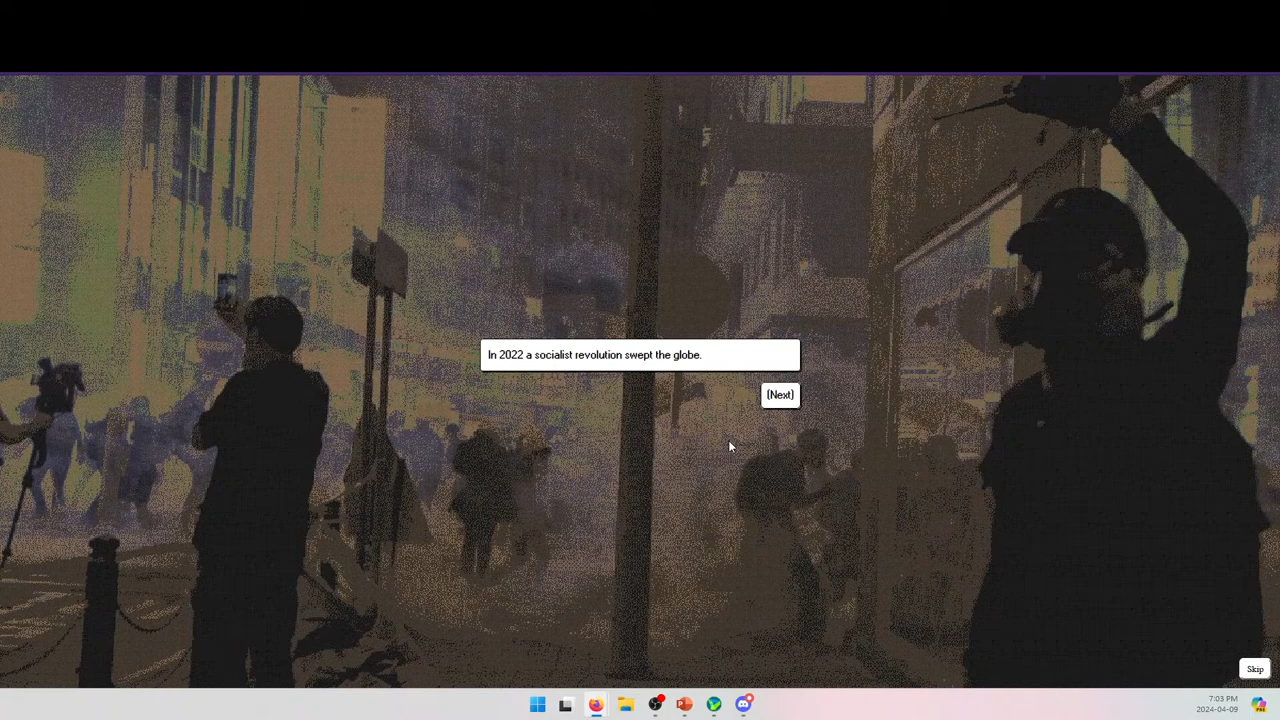 In 2022 a socialist revolution swept the globe.
(Next)
Skip
7:03 PM
2024-04-09